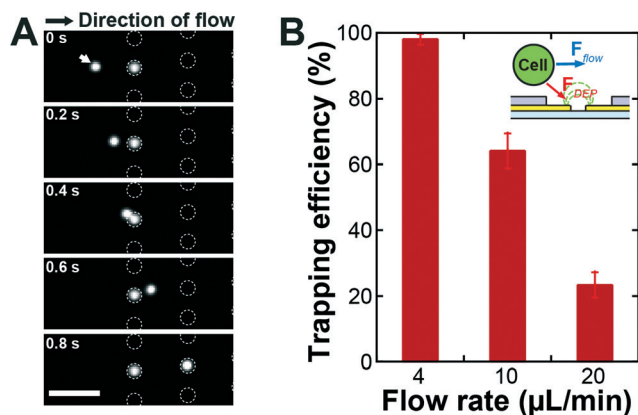 A
Direction of flow
0 s
0.2 s
0.4 s
0.6 s
0.8 s
B
Trapping efficiency (%)
100
80
60
40
20
0
4
10
20
Flow rate (µL/min)
Cell
F flow
F DEP